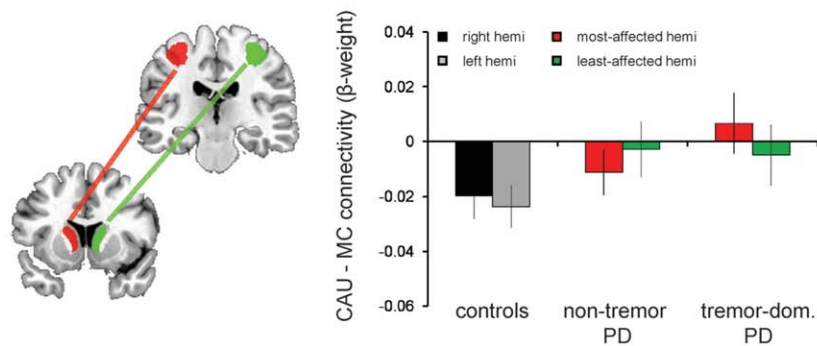 CAU - MC connectivity (β-weight)
0.04
0.02
0
-0.02
-0.04
-0.06
right hemi
most-affected hemi
left hemi
least-affected hemi
controls
non-tremor
PD
tremor-dom.
PD